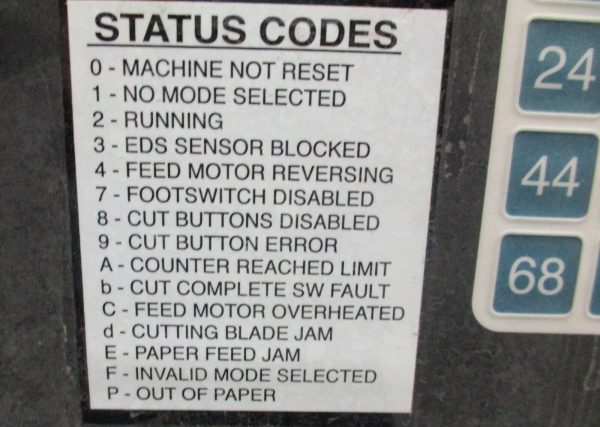 STATUS CODES
0 - MACHINE NOT RESET
1 - NO MODE SELECTED
2 - RUNNING
3 - EDS SENSOR BLOCKED
4 - FEED MOTOR REVERSING
7 - FOOTSWITCH DISABLED
8 - CUT BUTTONS DISABLED
9 - CUT BUTTON ERROR
A - COUNTER REACHED LIMIT
b - CUT COMPLETE SW FAULT
C - FEED MOTOR OVERHEATED
d - CUTTING BLADE JAM
E - PAPER FEED JAM
F - INVALID MODE SELECTED
P - OUT OF PAPER
24
44
68